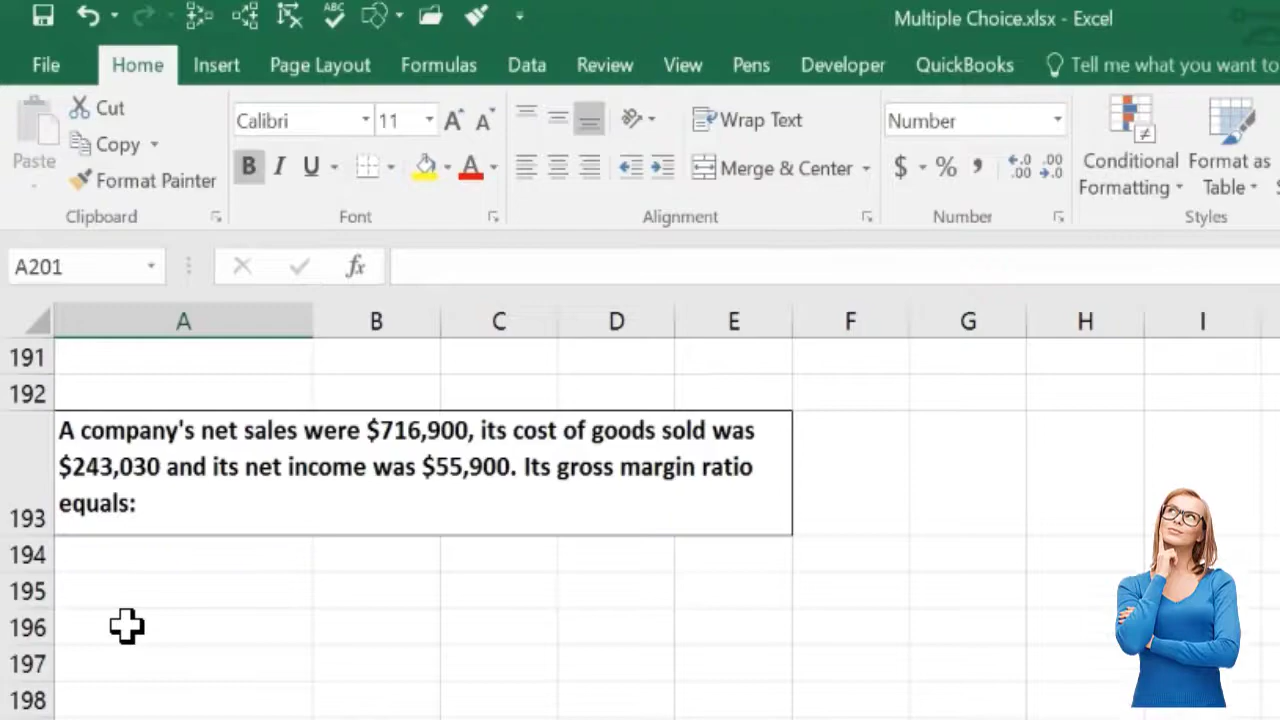 Multiple Choice.xlsx - Excel
File Home Insert Page Layout Formulas Data Review View Pens Developer QuickBooks Tell me what you want to
Cut
Calibri 11 A A
Wrap Text
Number
Copy
Paste
B I U A
Merge & Center
$ % , .0 .00
.00 .0
Conditional Formatting
Format as Table
Format Painter
Clipboard Font Alignment Number Styles
A201 fx
A B C D E F G H I
191
192
A company's net sales were $716,900, its cost of goods sold was
$243,030 and its net income was $55,900. Its gross margin ratio
equals:
193
194
195
196
197
198